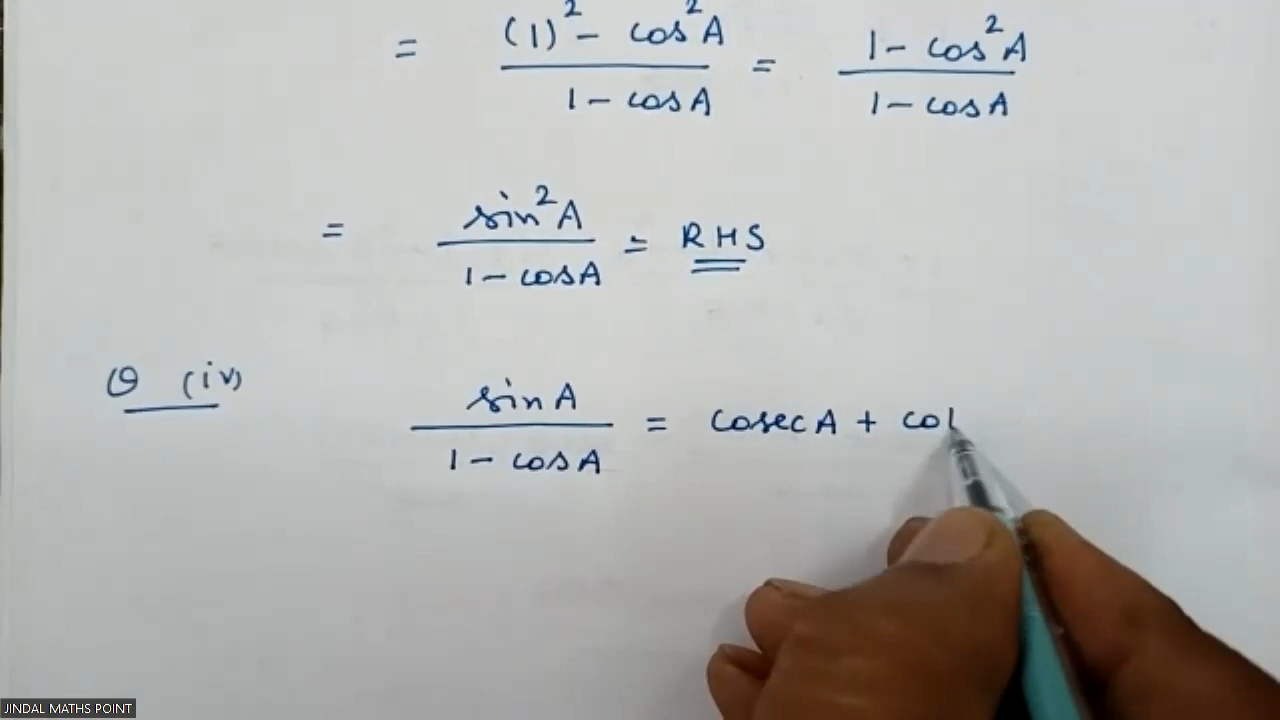 = (1)² - cos²A / 1 - cosA = 1 - cos²A / 1 - cosA
= sin²A / 1 - cosA = RHS
Q (iv) sinA / 1 - cosA = cosecA + cot
JINDAL MATHS POINT